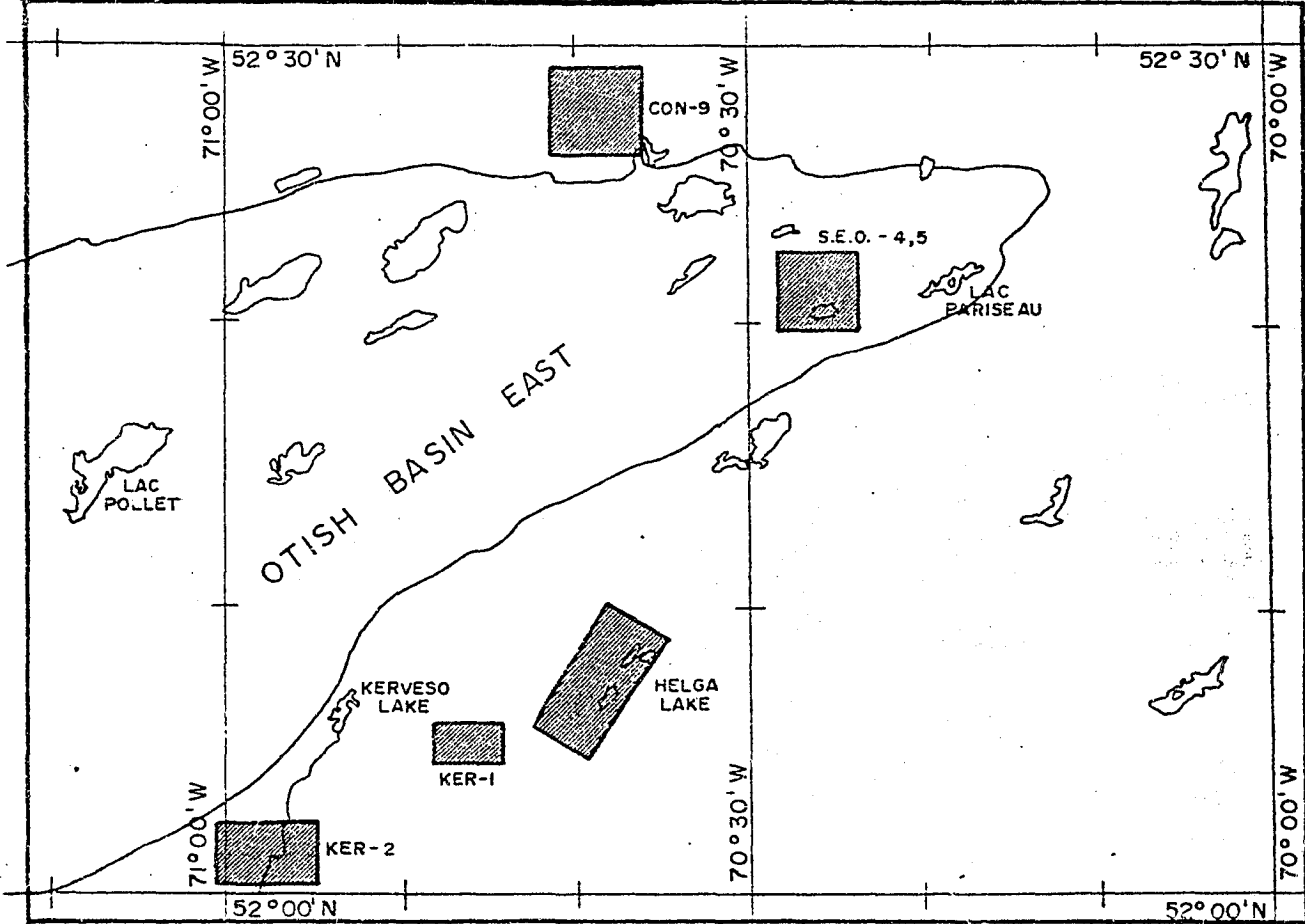 52° 30' N
52° 30' N
71° 00' W
70° 30' W
70° 00' W
CON-9
S.E.O. - 4,5
LAC
PARISEAU
OTISH BASIN EAST
LAC
POLLET
KERVESO
LAKE
HELGA
LAKE
KER-1
KER-2
71° 00' W
70° 30' W
70° 00' W
52° 00' N
52° 00' N